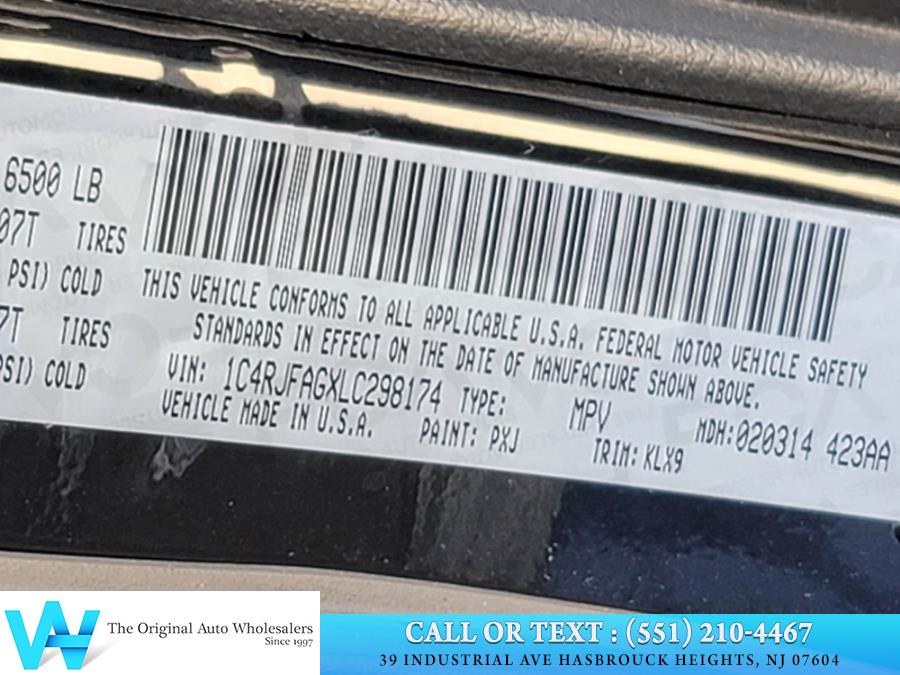 6500 LB
07T TIRES
PSI) COLD
7T TIRES
PSI) COLD
THIS VEHICLE CONFORMS TO ALL APPLICABLE U.S.A. FEDERAL MOTOR VEHICLE SAFETY
STANDARDS IN EFFECT ON THE DATE OF MANUFACTURE SHOWN ABOVE.
VIN: 1C4RJFAGXLC298174 TYPE: MPV MDH:020314 423AA
VEHICLE MADE IN U.S.A. PAINT: PXJ TRIM: KLX9
The Original Auto Wholesalers
Since 1997
CALL OR TEXT : (551) 210-4467
39 INDUSTRIAL AVE HASBROUCK HEIGHTS, NJ 07604